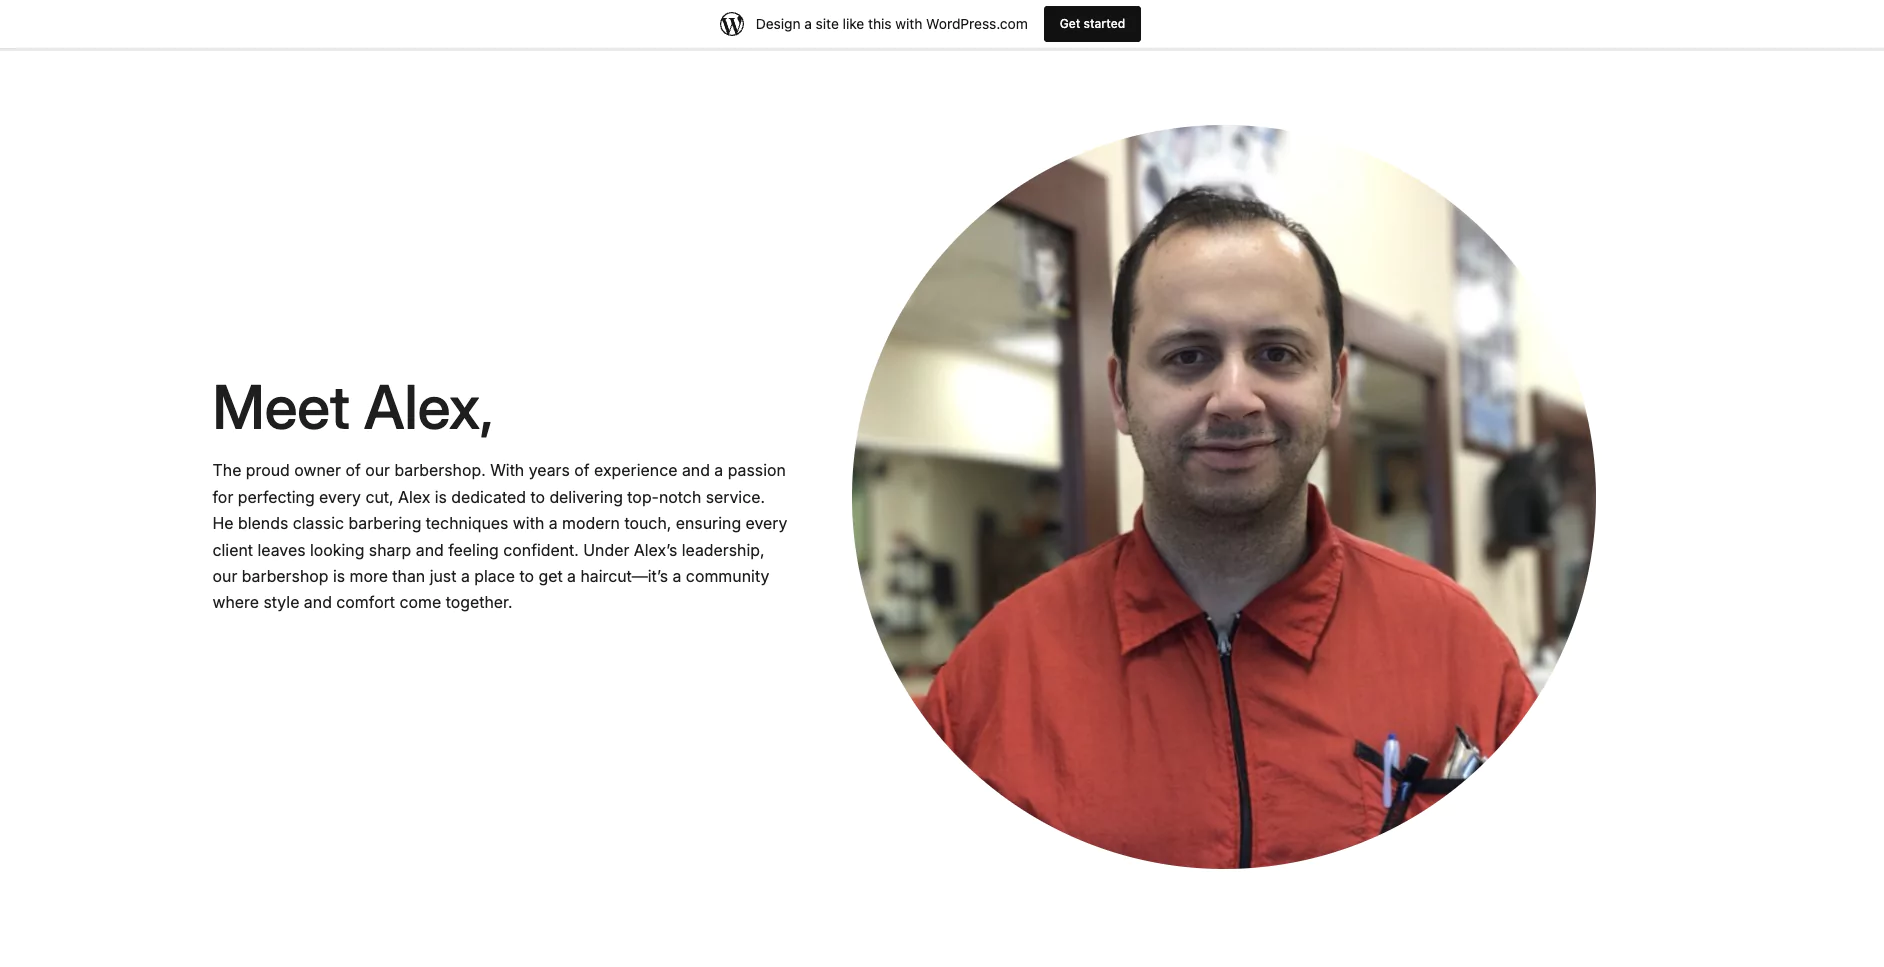 Design a site like this with WordPress.com
Get started
Meet Alex,
The proud owner of our barbershop. With years of experience and a passion
for perfecting every cut, Alex is dedicated to delivering top-notch service.
He blends classic barbering techniques with a modern touch, ensuring every
client leaves looking sharp and feeling confident. Under Alex’s leadership,
our barbershop is more than just a place to get a haircut—it’s a community
where style and comfort come together.